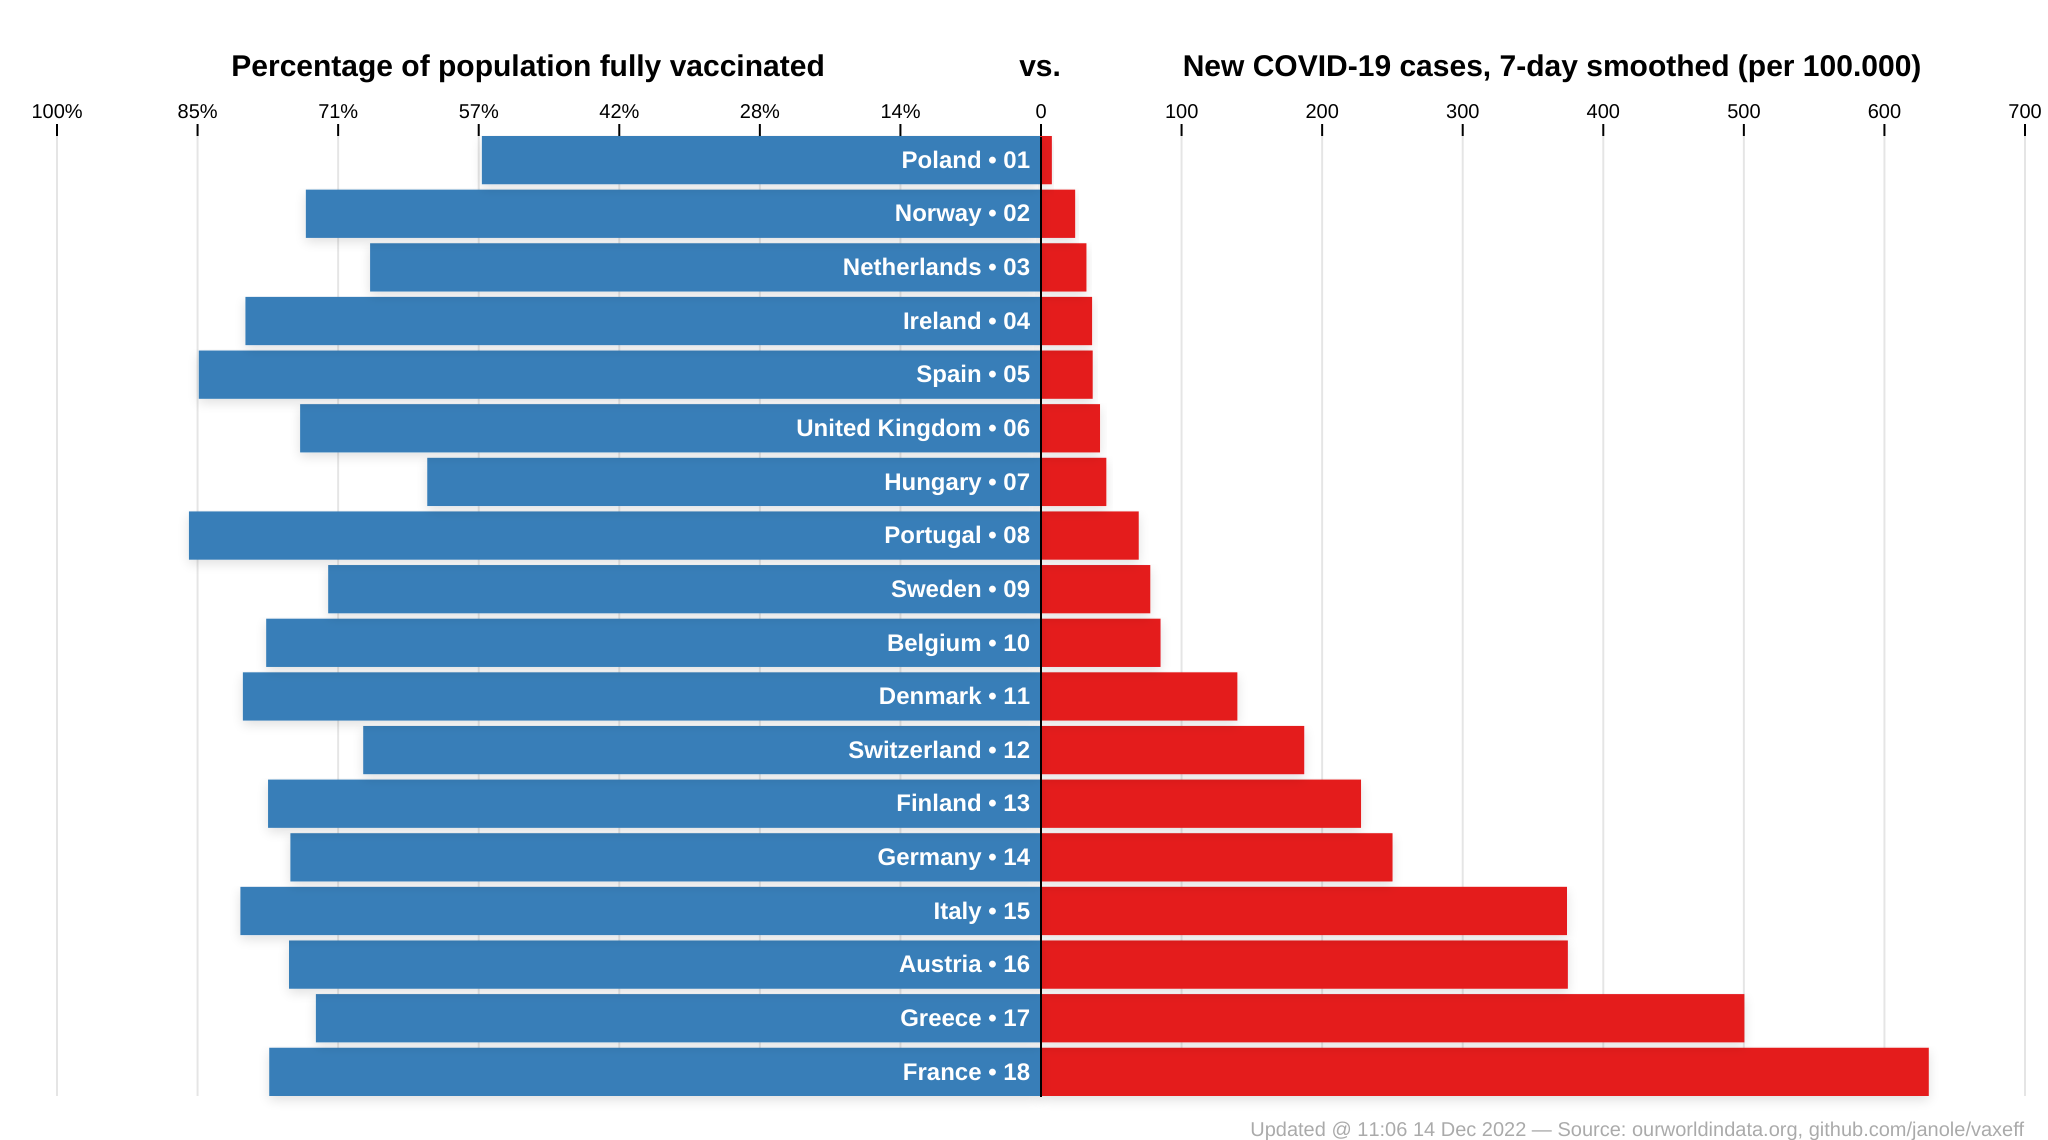 Percentage of population fully vaccinated vs. New COVID-19 cases, 7-day smoothed (per 100.000)
100% 85% 71% 57% 42% 28% 14% 0 100 200 300 400 500 600 700
Poland • 01
Norway • 02
Netherlands • 03
Ireland • 04
Spain • 05
United Kingdom • 06
Hungary • 07
Portugal • 08
Sweden • 09
Belgium • 10
Denmark • 11
Switzerland • 12
Finland • 13
Germany • 14
Italy • 15
Austria • 16
Greece • 17
France • 18
Updated @ 11:06 14 Dec 2022 — Source: ourworldindata.org, github.com/janole/vaxeff